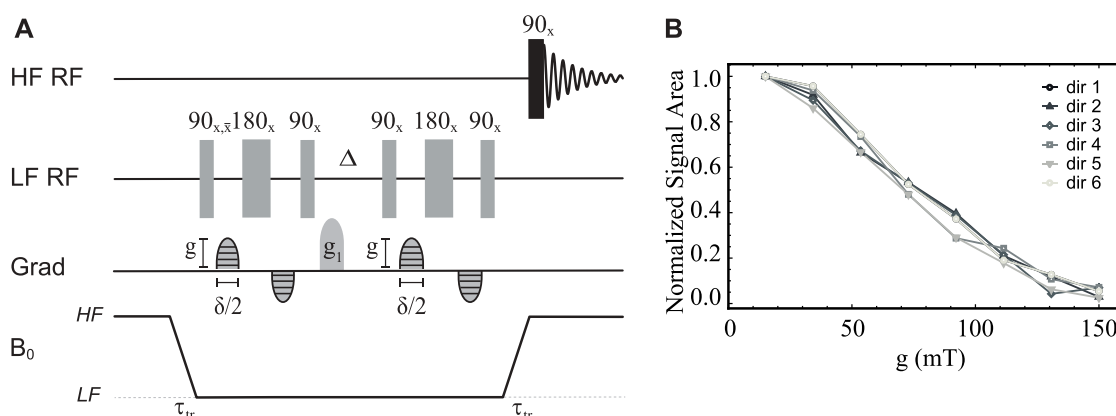 A
B
90ₓ
HF RF
90ₓ,ₓ̄ 180ₓ 90ₓ 90ₓ 180ₓ 90ₓ
Δ
LF RF
g g₁ g
Grad
δ/2 δ/2
HF
B₀
LF
τtr τtr
Normalized Signal Area
1.0
0.8
0.6
0.4
0.2
0.0
0 50 100 150
g (mT)
dir 1
dir 2
dir 3
dir 4
dir 5
dir 6